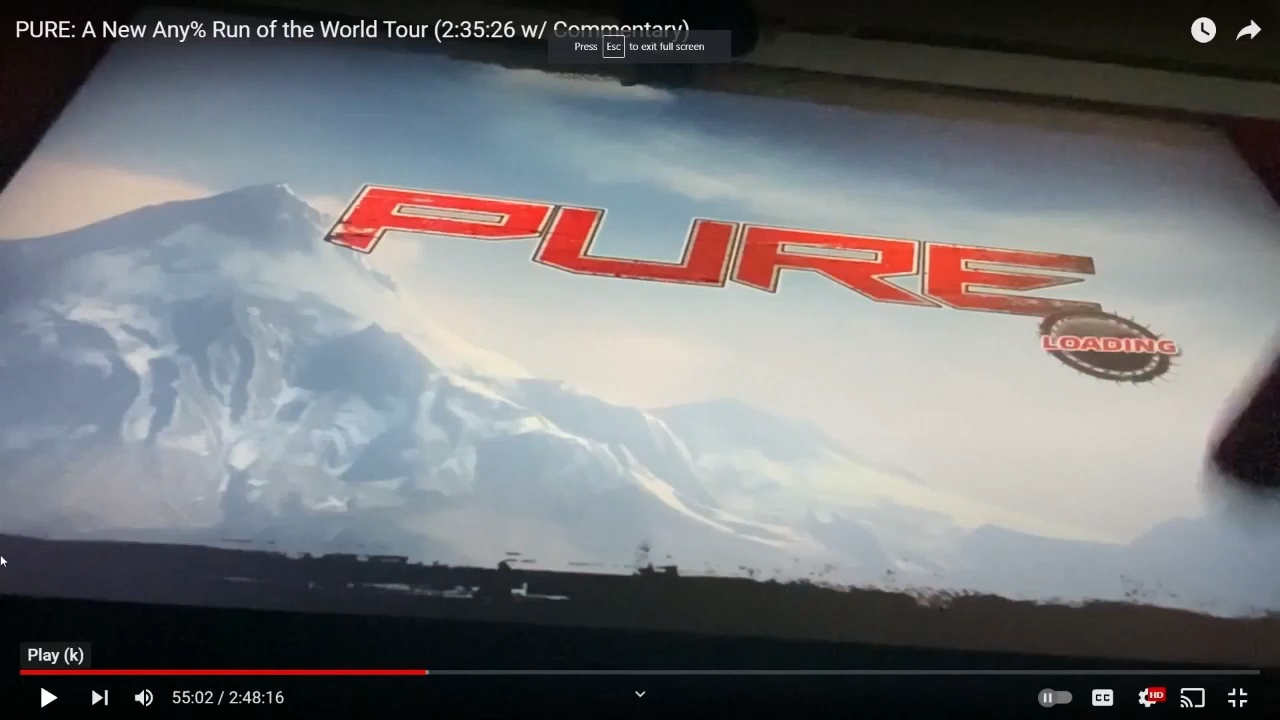 PURE: A New Any% Run of the World Tour (2:35:26 w/ Commentary)
Press Esc to exit full screen
PURE
LOADING
Play (k)
55:02 / 2:48:16
CC
HD